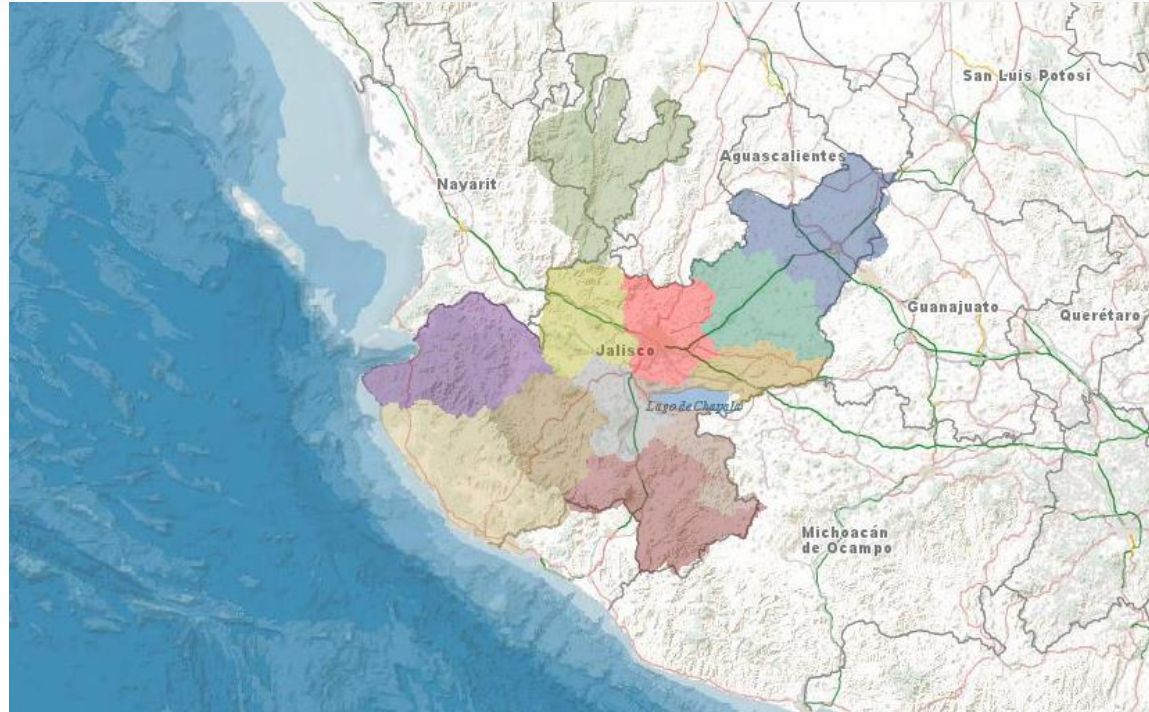 San Luis Potosí
Aguascalientes
Nayarit
Guanajuato
Querétaro
Jalisco
Lago de Chapala
Michoacán
de Ocampo